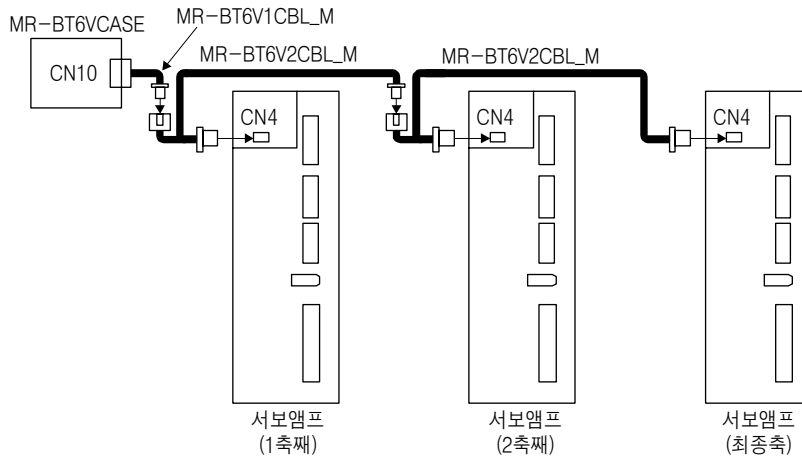 MR-BT6VCASE
MR-BT6V1CBL_M
MR-BT6V2CBL_M
MR-BT6V2CBL_M
CN10
CN4
CN4
CN4
서보앰프
(1축째)
서보앰프
(2축째)
서보앰프
(최종축)